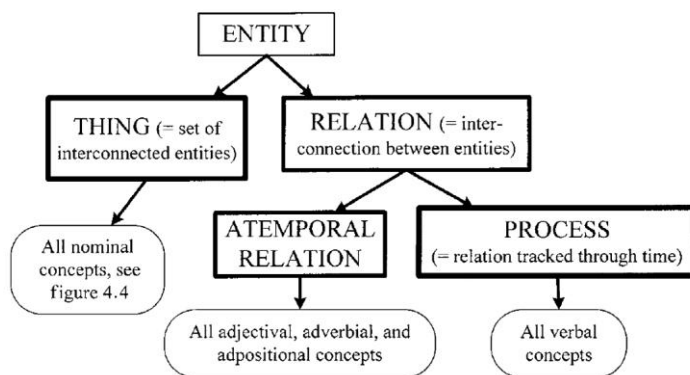 ENTITY
THING (= set of
interconnected entities)
RELATION (= inter-
connection between entities)
All nominal
concepts, see
figure 4.4
ATEMPORAL
RELATION
PROCESS
(= relation tracked through time)
All adjectival, adverbial, and
adpositional concepts
All verbal
concepts